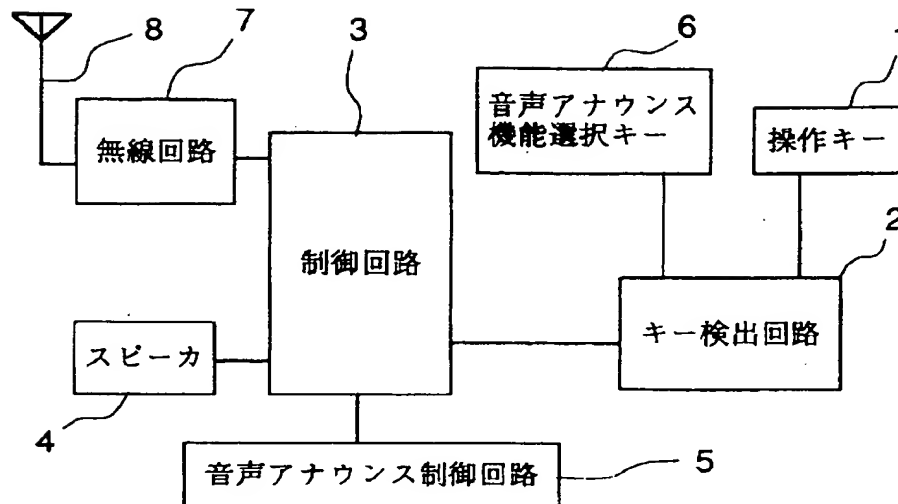 8
7
3
6
無線回路
制御回路
音声アナウンス
機能選択キー
操作キー
2
キー検出回路
スピーカ
4
音声アナウンス制御回路
5